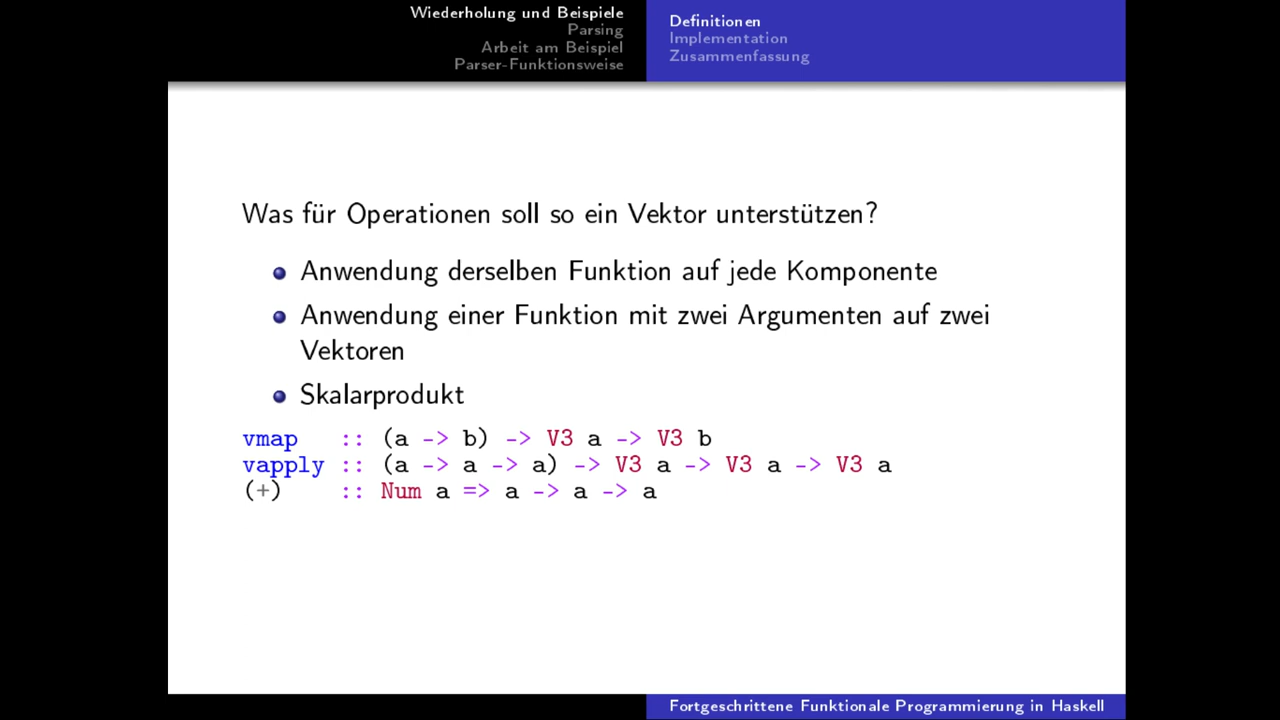 Wiederholung und Beispiele
Parsing
Arbeit am Beispiel
Parser-Funktionsweise
Definitionen
Implementation
Zusammenfassung
Was für Operationen soll so ein Vektor unterstützen?
Anwendung derselben Funktion auf jede Komponente
Anwendung einer Funktion mit zwei Argumenten auf zwei
Vektoren
Skalarprodukt
vmap   :: (a -> b) -> V3 a -> V3 b
vapply :: (a -> a -> a) -> V3 a -> V3 a -> V3 a
(+)    :: Num a => a -> a -> a
Fortgeschrittene Funktionale Programmierung in Haskell